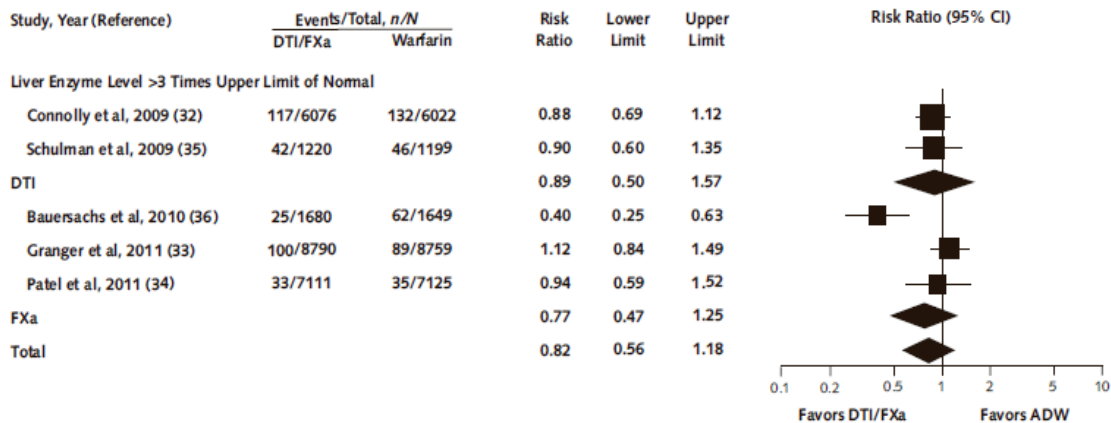 Study, Year (Reference) Events/Total, n/N Risk Ratio Lower Limit Upper Limit Risk Ratio (95% CI)
DTI/FXa Warfarin
Liver Enzyme Level >3 Times Upper Limit of Normal
Connolly et al, 2009 (32) 117/6076 132/6022 0.88 0.69 1.12
Schulman et al, 2009 (35) 42/1220 46/1199 0.90 0.60 1.35
DTI 0.89 0.50 1.57
Bauersachs et al, 2010 (36) 25/1680 62/1649 0.40 0.25 0.63
Granger et al, 2011 (33) 100/8790 89/8759 1.12 0.84 1.49
Patel et al, 2011 (34) 33/7111 35/7125 0.94 0.59 1.52
FXa 0.77 0.47 1.25
Total 0.82 0.56 1.18
0.1 0.2 0.5 1 2 5 10
Favors DTI/FXa Favors ADW